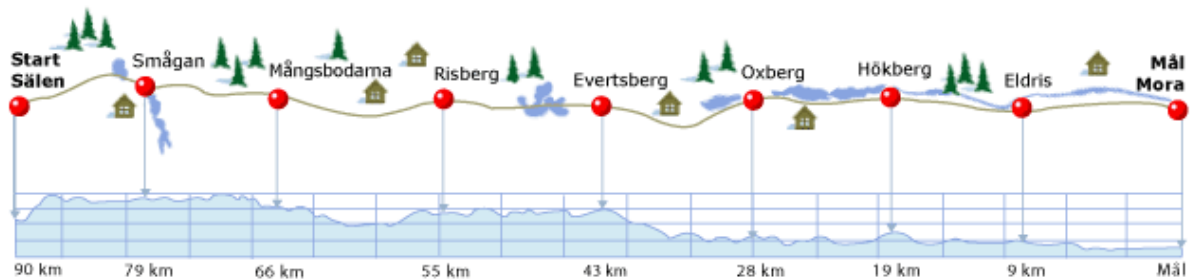 Start
Sälen
Smågan
Mångsbodarna
Risberg
Evertsberg
Oxberg
Hökberg
Eldris
Mål
Mora
90 km
79 km
66 km
55 km
43 km
28 km
19 km
9 km
Mål